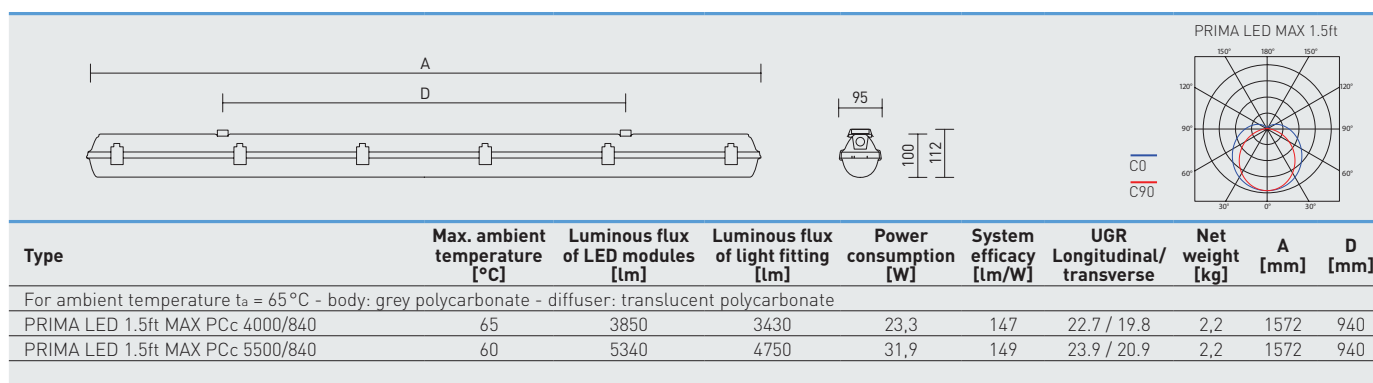 PRIMA LED MAX 1.5ft
A
D
95
100
112
C0
C90
150° 180° 150°
120° 120°
90° 90°
60° 60°
30° 0° 30°
Type Max. ambient temperature [°C] Luminous flux of LED modules [lm] Luminous flux of light fitting [lm] Power consumption [W] System efficacy [lm/W] UGR Longitudinal/ transverse Net weight [kg] A [mm] D [mm]
For ambient temperature ta = 65°C - body: grey polycarbonate - diffuser: translucent polycarbonate
PRIMA LED 1.5ft MAX PCc 4000/840 65 3850 3430 23,3 147 22.7 / 19.8 2,2 1572 940
PRIMA LED 1.5ft MAX PCc 5500/840 60 5340 4750 31,9 149 23.9 / 20.9 2,2 1572 940